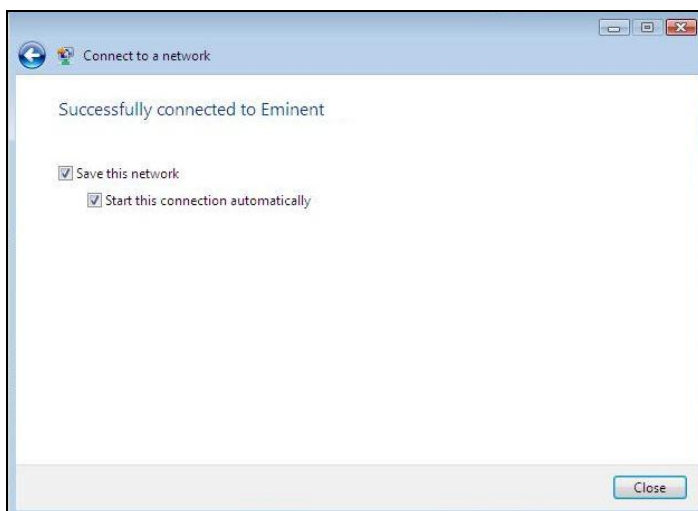 Connect to a network
Successfully connected to Eminent
Save this network
Start this connection automatically
Close